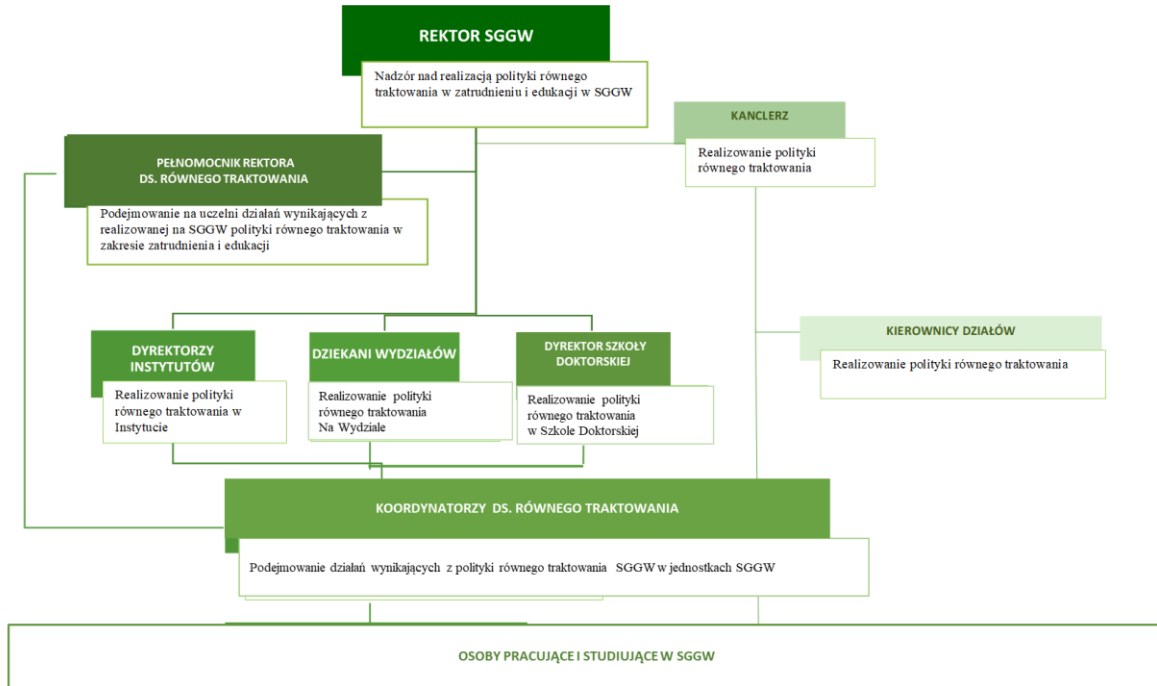 REKTOR SGGW
Nadzór nad realizacją polityki równego
traktowania w zatrudnieniu i edukacji w SGGW
KANCLERZ
Realizowanie polityki
równego traktowania
PEŁNOMOCNIK REKTORA
DS. RÓWNEGO TRAKTOWANIA
Podejmowanie na uczelni działań wynikających z
realizowanej na SGGW polityki równego traktowania w
zakresie zatrudnienia i edukacji
KIEROWNICY DZIAŁÓW
Realizowanie polityki równego traktowania
DYREKTORZY
INSTYTUTÓW
Realizowanie polityki
równego traktowania w
Instytucie
DZIEKANI WYDZIAŁÓW
Realizowanie polityki
równego traktowania
Na Wydziale
DYREKTOR SZKOŁY
DOKTORSKIEJ
Realizowanie polityki
równego traktowania
w Szkole Doktorskiej
KOORDYNATORZY DS. RÓWNEGO TRAKTOWANIA
Podejmowanie działań wynikających z polityki równego traktowania SGGW w jednostkach SGGW
OSOBY PRACUJĄCE I STUDIUJĄCE W SGGW